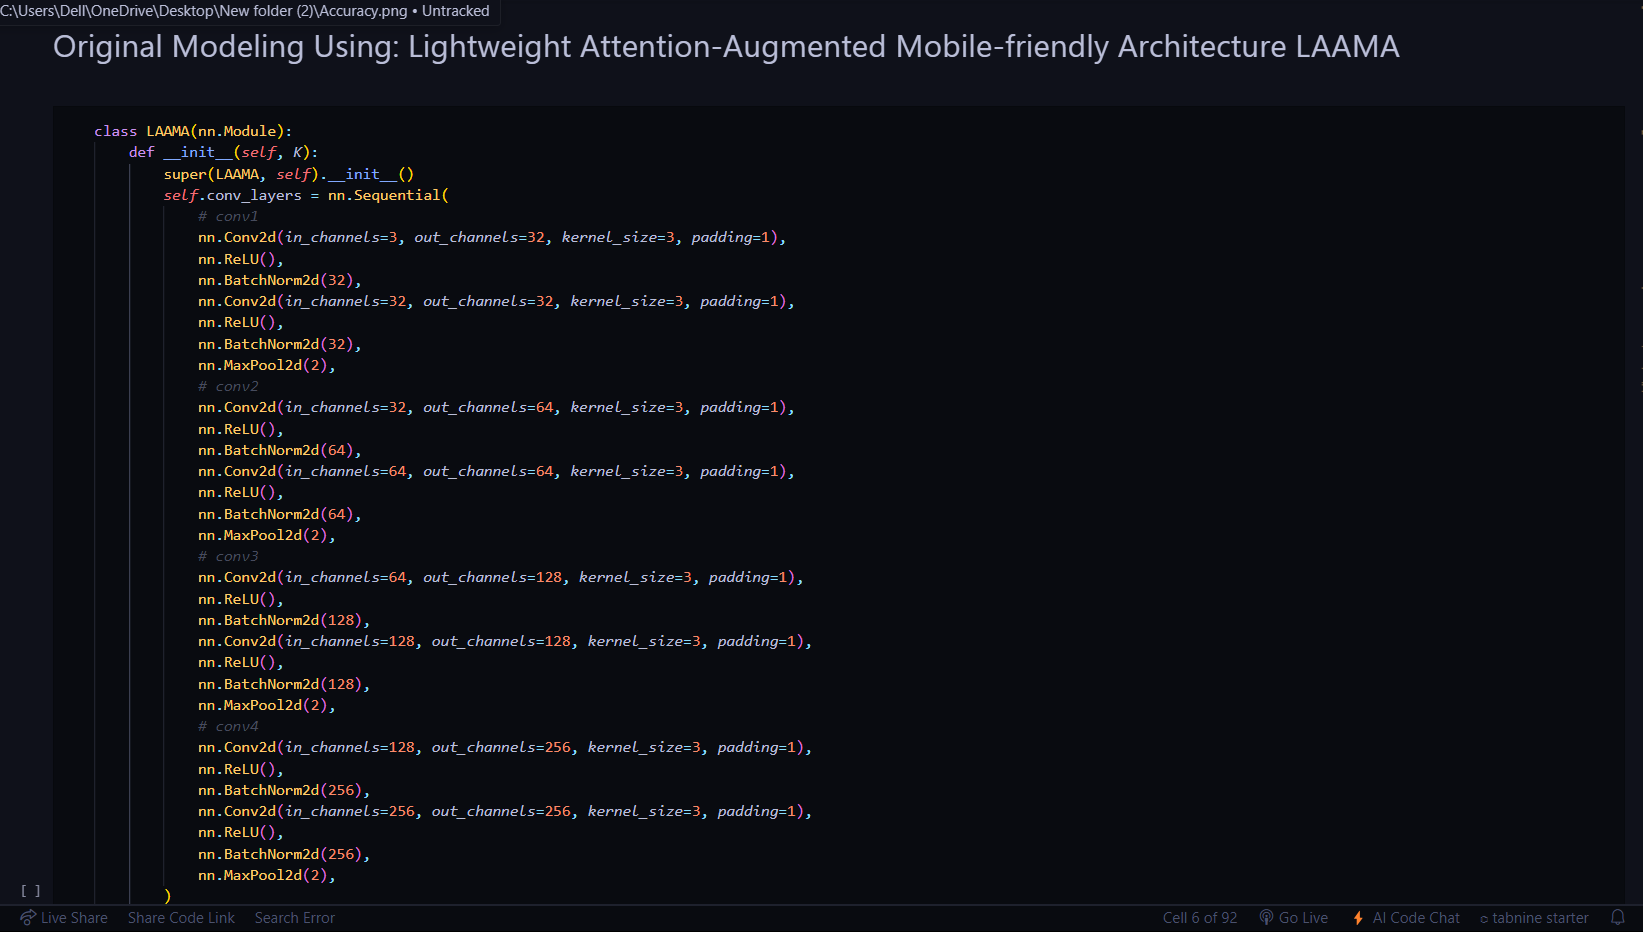 C:\Users\Dell\OneDrive\Desktop\New folder (2)\Accuracy.png • Untracked
Original Modeling Using: Lightweight Attention-Augmented Mobile-friendly Architecture LAAMA
class LAAMA(nn.Module):
def __init__(self, K):
super(LAAMA, self).__init__()
self.conv_layers = nn.Sequential(
# conv1
nn.Conv2d(in_channels=3, out_channels=32, kernel_size=3, padding=1),
nn.ReLU(),
nn.BatchNorm2d(32),
nn.Conv2d(in_channels=32, out_channels=32, kernel_size=3, padding=1),
nn.ReLU(),
nn.BatchNorm2d(32),
nn.MaxPool2d(2),
# conv2
nn.Conv2d(in_channels=32, out_channels=64, kernel_size=3, padding=1),
nn.ReLU(),
nn.BatchNorm2d(64),
nn.Conv2d(in_channels=64, out_channels=64, kernel_size=3, padding=1),
nn.ReLU(),
nn.BatchNorm2d(64),
nn.MaxPool2d(2),
# conv3
nn.Conv2d(in_channels=64, out_channels=128, kernel_size=3, padding=1),
nn.ReLU(),
nn.BatchNorm2d(128),
nn.Conv2d(in_channels=128, out_channels=128, kernel_size=3, padding=1),
nn.ReLU(),
nn.BatchNorm2d(128),
nn.MaxPool2d(2),
# conv4
nn.Conv2d(in_channels=128, out_channels=256, kernel_size=3, padding=1),
nn.ReLU(),
nn.BatchNorm2d(256),
nn.Conv2d(in_channels=256, out_channels=256, kernel_size=3, padding=1),
nn.ReLU(),
nn.BatchNorm2d(256),
nn.MaxPool2d(2),
[ ] )
Live Share Share Code Link Search Error Cell 6 of 92 Go Live AI Code Chat tabnine starter